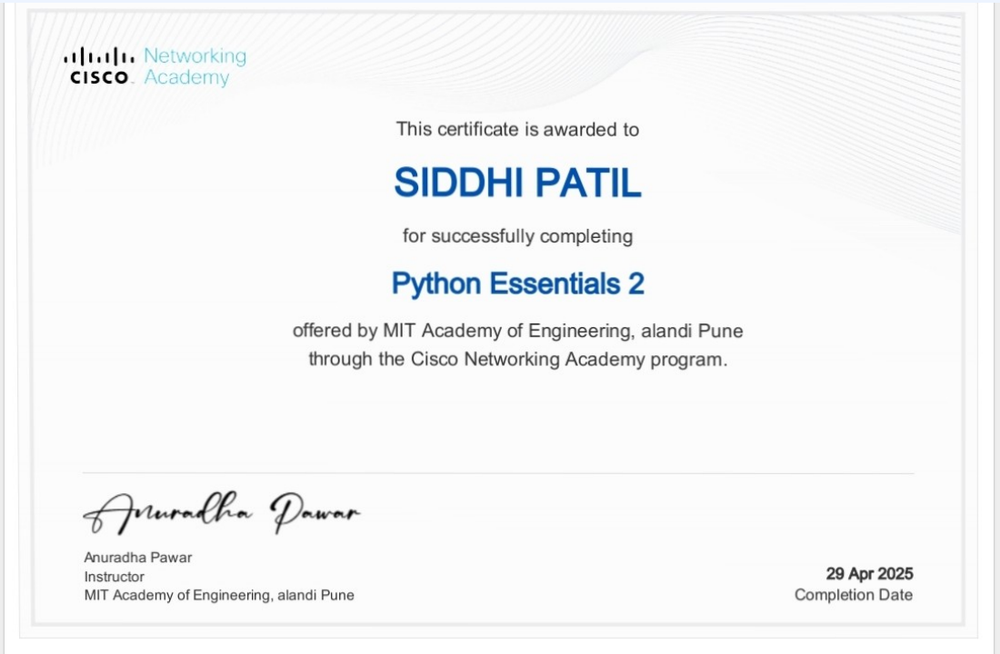 Networking
CISCO Academy
This certificate is awarded to
SIDDHI PATIL
for successfully completing
Python Essentials 2
offered by MIT Academy of Engineering, alandi Pune
through the Cisco Networking Academy program.
Anuradha Pawar
Anuradha Pawar
Instructor
MIT Academy of Engineering, alandi Pune
29 Apr 2025
Completion Date